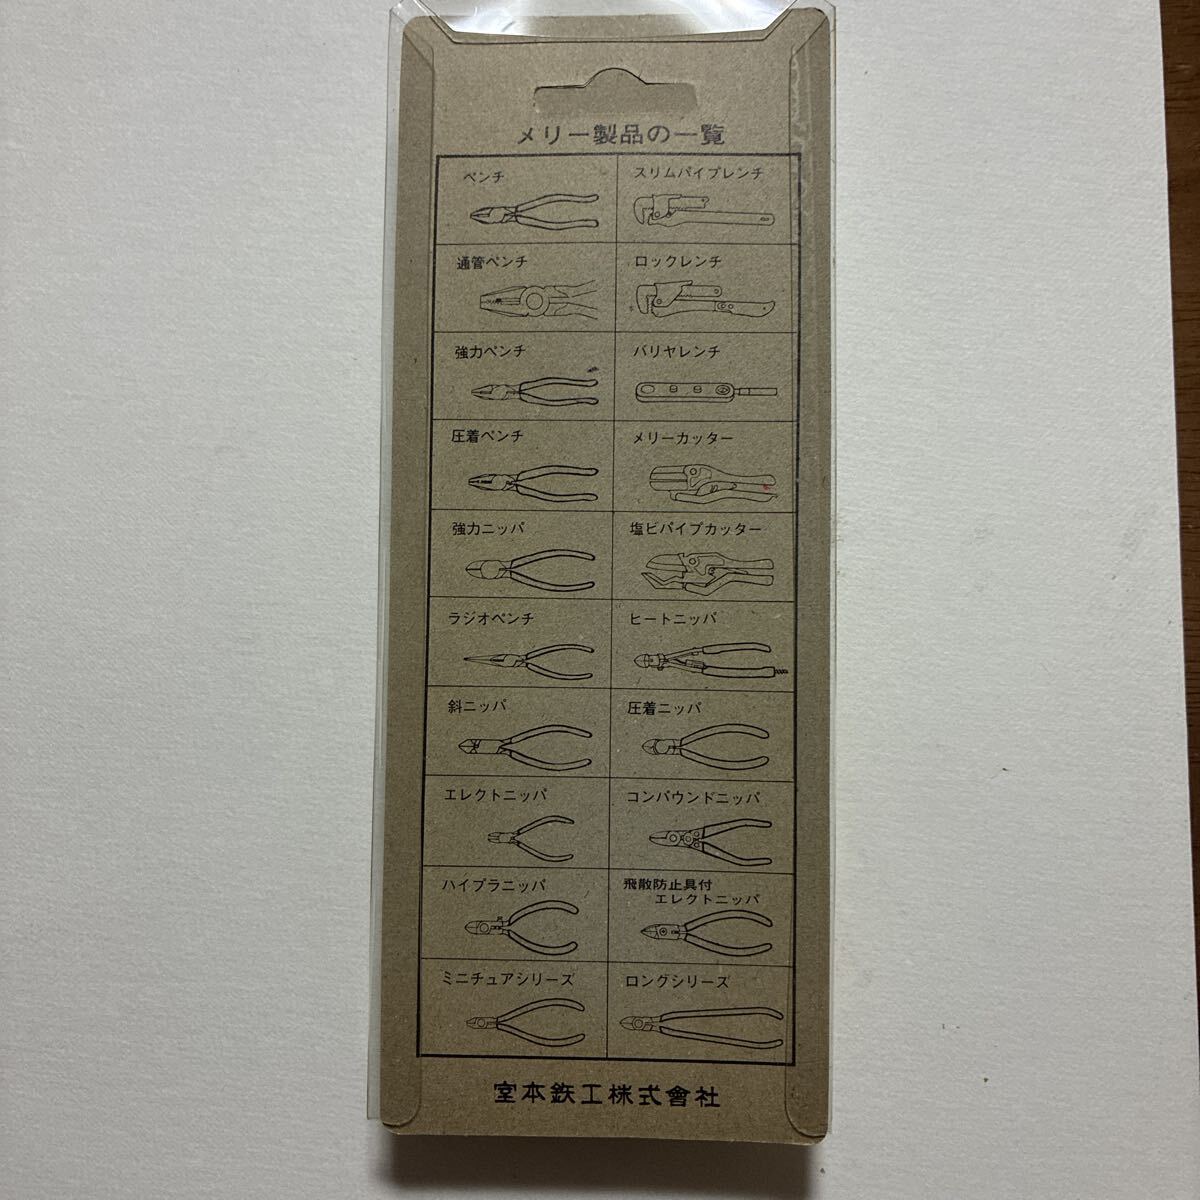 メリー製品の一覧
ペンチ
スリムパイプレンチ
通管ペンチ
ロックレンチ
強力ペンチ
バリヤレンチ
圧着ペンチ
メリーカッター
強力ニッパ
塩ビパイプカッター
ラジオペンチ
ヒートニッパ
斜ニッパ
圧着ニッパ
エレクトニッパ
コンパウンドニッパ
ハイプラニッパ
飛散防止具付
エレクトニッパ
ミニチュアシリーズ
ロングシリーズ
室本鉄工株式會社